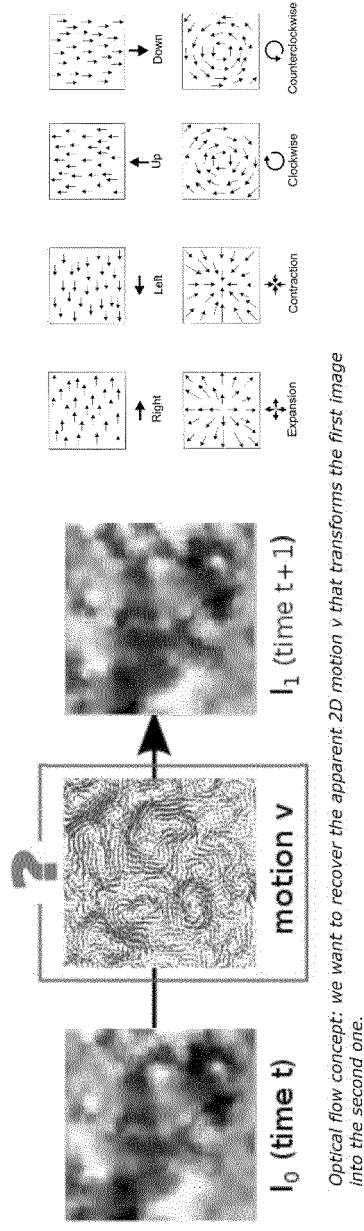 ?
I₀ (time t)
motion v
I₁ (time t+1)
Right
Left
Up
Down
Expansion
Contraction
Clockwise
Counterclockwise
Optical flow concept: we want to recover the apparent 2D motion v that transforms the first image
into the second one.